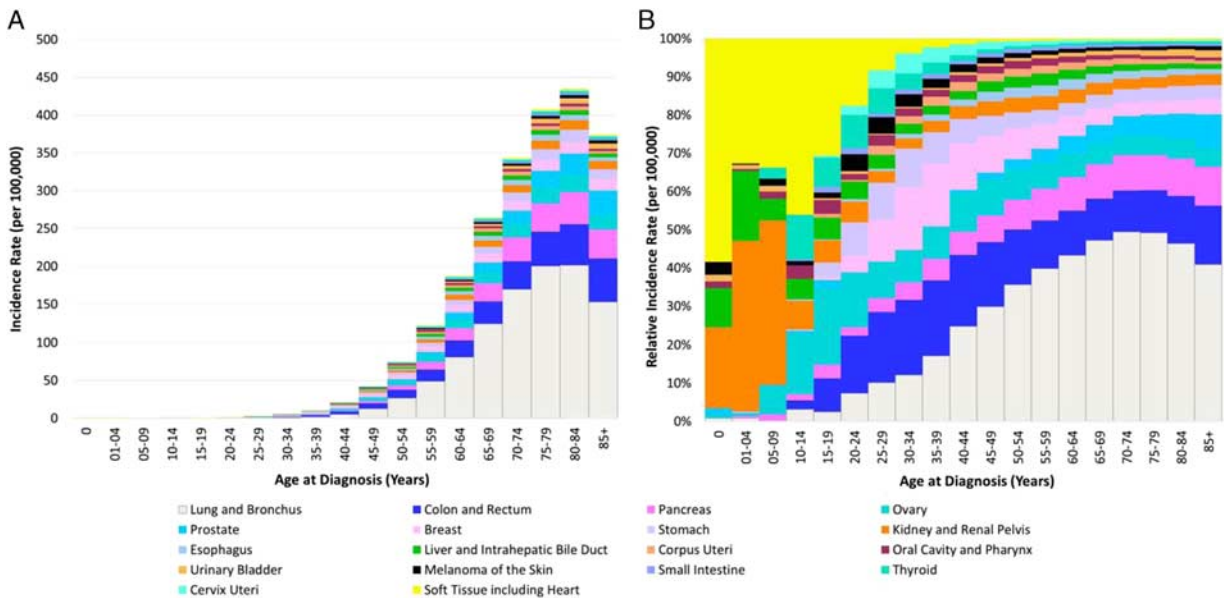 A
B
500
450
400
350
300
250
200
150
100
50
0
Incidence Rate (per 100,000)
0
01-04
05-09
10-14
15-19
20-24
25-29
30-34
35-39
40-44
45-49
50-54
55-59
60-64
65-69
70-74
75-79
80-84
85+
Age at Diagnosis (Years)
100%
90%
80%
70%
60%
50%
40%
30%
20%
10%
0%
Relative Incidence Rate (per 100,000)
0
01-04
05-09
10-14
15-19
20-24
25-29
30-34
35-39
40-44
45-49
50-54
55-59
60-64
65-69
70-74
75-79
80-84
85+
Age at Diagnosis (Years)
Lung and Bronchus
Colon and Rectum
Pancreas
Ovary
Prostate
Breast
Stomach
Kidney and Renal Pelvis
Esophagus
Liver and Intrahepatic Bile Duct
Corpus Uteri
Oral Cavity and Pharynx
Urinary Bladder
Melanoma of the Skin
Small Intestine
Thyroid
Cervix Uteri
Soft Tissue including Heart